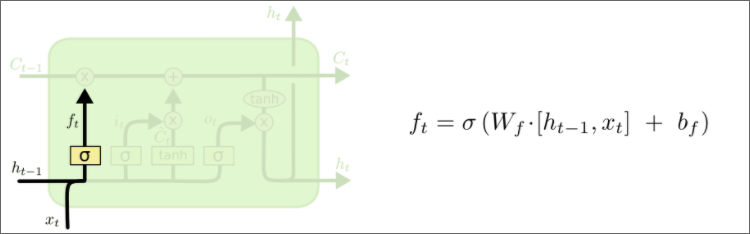 h_t
C_{t-1}
C_t
×
+
tanh
f_t
i_t
×
o_t
×
C̃_t
σ
σ
tanh
σ
h_{t-1}
h_t
x_t
f_t = σ (W_f · [h_{t-1}, x_t] + b_f)